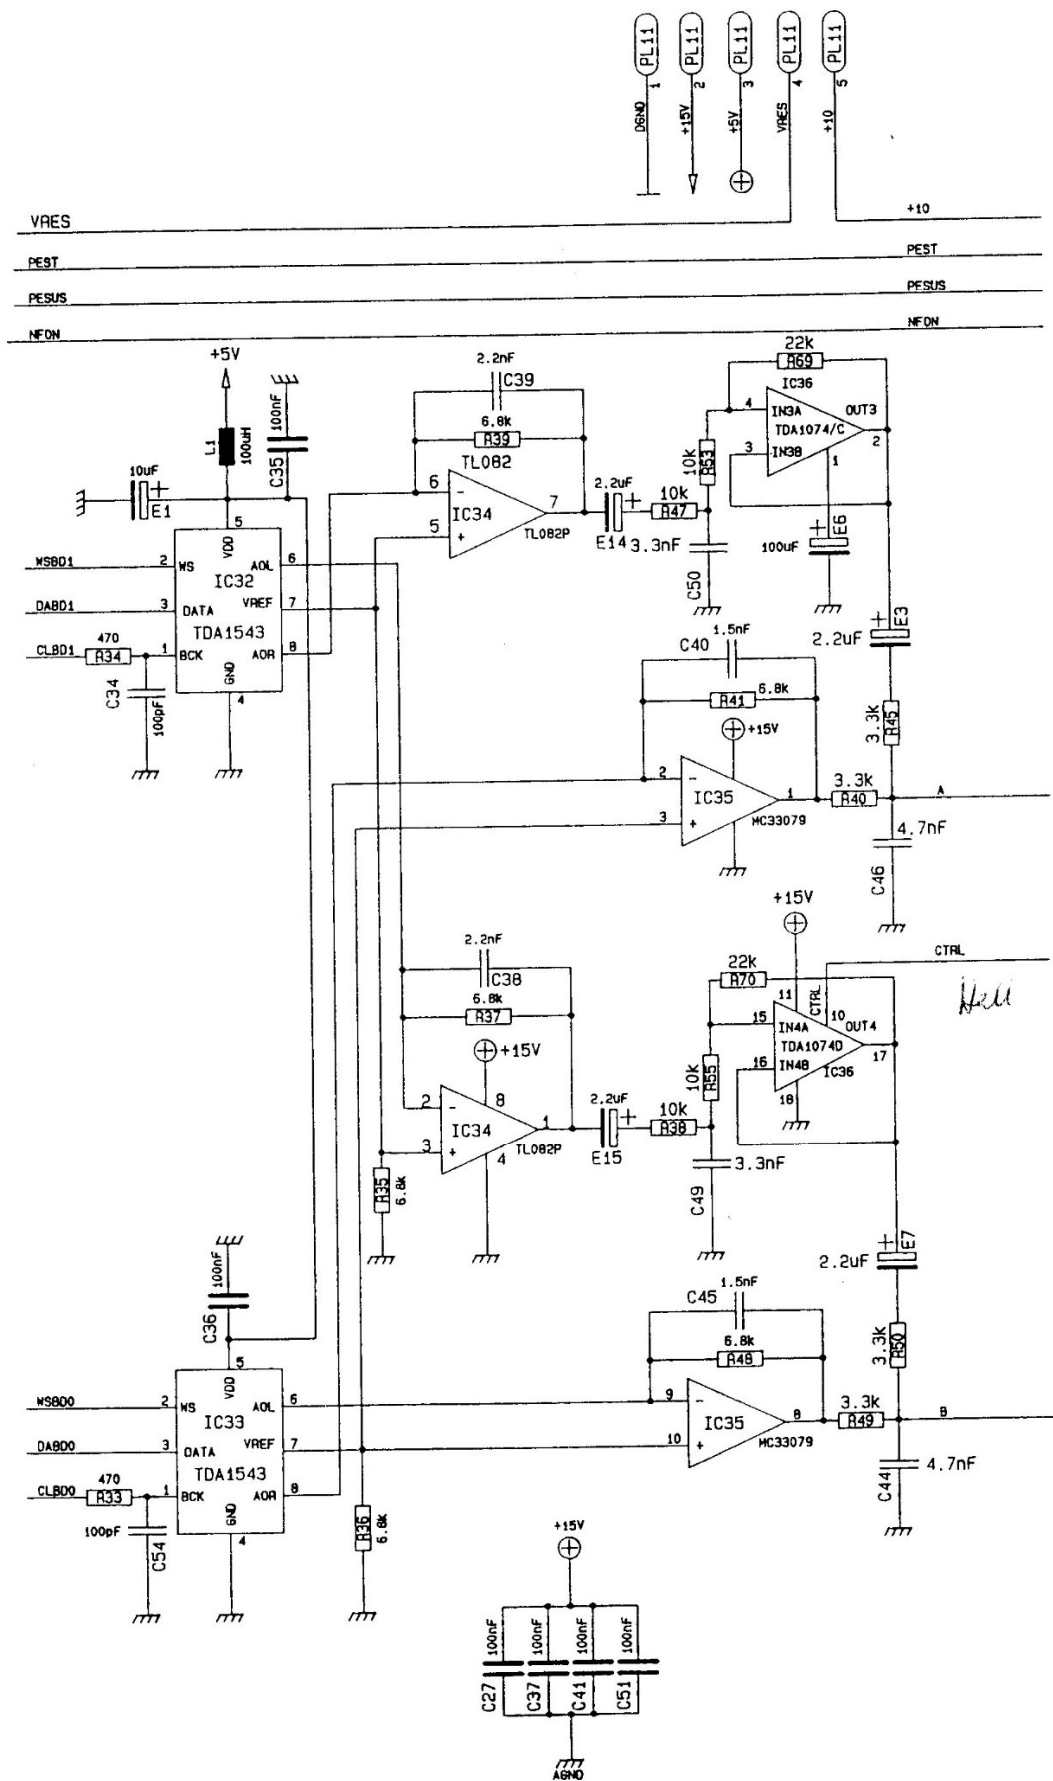 PL11 PL11 PL11 PL11 PL11
1 2 3 4 5
DGND +15V +5V VRES +10
VRES
+10
PEST PEST
PESUS PESUS
NFON NFON
+5V
L1
100uH
100nF
C35
10uF
E1
WSBD1 2 WS
DABD1 3 DATA
CLBD1 470 R34 1 BCK
C34
100pF
5
VDD
IC32
TDA1543
AOL 6
VREF 7
AOR 8
GND
4
2.2nF
C39
6.8k
R39
TL082
6 -
5 +
IC34
7
TL082P
2.2uF
E14
10k
R47
3.3nF
C50
10k
R53
22k
R69
IC36
4 IN3A
TDA1074/C
3 IN3B
OUT3
2
1
E6
100uF
E3
2.2uF
3.3k
R45
1.5nF
C40
6.8k
R41
+15V
2 -
3 +
IC35
1
MC33079
3.3k
R40
A
4.7nF
C46
+15V
CTRL
2.2nF
C38
6.8k
R37
+15V
8
2 -
3 +
IC34
1
4
TL082P
R35
6.8k
2.2uF
E15
10k
R38
3.3nF
C49
10k
R55
22k
R70
11
CTRL
10
15 IN4A
TDA1074D
16 IN4B
OUT4
17
IC36
18
E7
2.2uF
3.3k
R50
100nF
C36
WSBD0 2 WS
DABD0 3 DATA
CLBD0 470 R33 1 BCK
100pF
C54
5
VDD
IC33
TDA1543
AOL 6
VREF 7
AOR 8
GND
4
R36
6.8k
1.5nF
C45
6.8k
R48
9 -
10 +
IC35
8
MC33079
3.3k
R49
B
4.7nF
C44
+15V
100nF 100nF 100nF 100nF
C27 C37 C41 C51
AGND